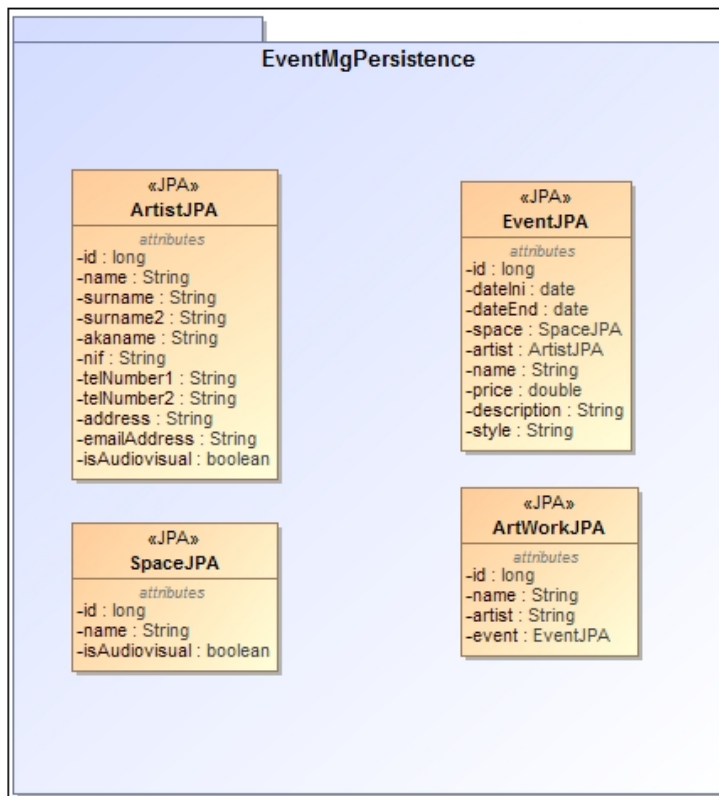 EventMgPersistence
«JPA»
ArtistJPA
attributes
-id : long
-name : String
-surname : String
-surname2 : String
-akaname : String
-nif : String
-telNumber1 : String
-telNumber2 : String
-address : String
-emailAddress : String
-isAudiovisual : boolean
«JPA»
EventJPA
attributes
-id : long
-dateIni : date
-dateEnd : date
-space : SpaceJPA
-artist : ArtistJPA
-name : String
-price : double
-description : String
-style : String
«JPA»
SpaceJPA
attributes
-id : long
-name : String
-isAudiovisual : boolean
«JPA»
ArtWorkJPA
attributes
-id : long
-name : String
-artist : String
-event : EventJPA